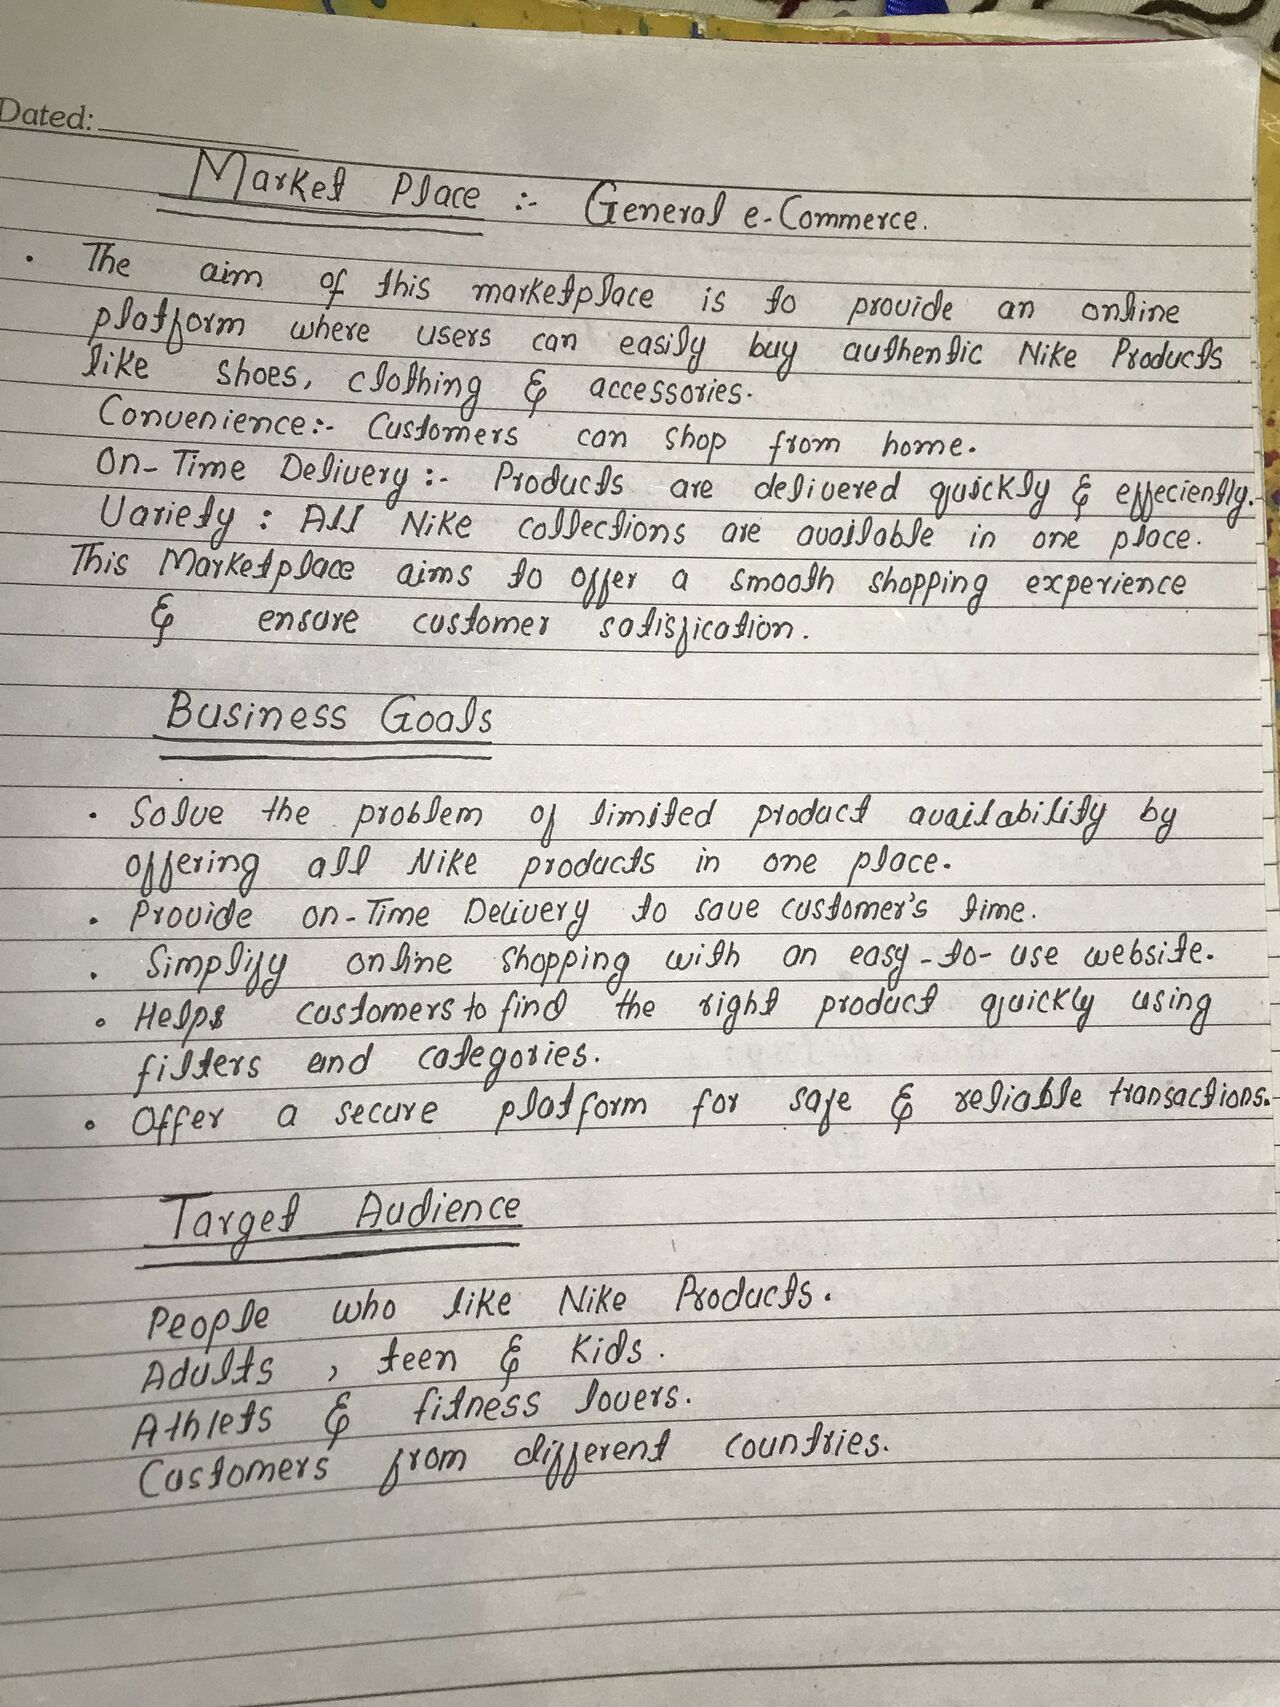 Dated:
Market Place :- General e-Commerce.
• The aim of this marketplace is to provide an online
platform where users can easily buy authentic Nike Products
like shoes, clothing & accessories.
Convenience:- Customers can shop from home.
On-Time Delivery :- Products are delivered quickly & effeciently.
Variety : All Nike collections are available in one place.
This Marketplace aims to offer a smooth shopping experience
& ensure customer satisfication.
Business Goals
• Solve the problem of limited product availability by
offering all Nike products in one place.
• Provide on-Time Delivery to save customer's time.
• Simplify online shopping with an easy-to-use website.
• Helps customers to find the right product quickly using
filters and categories.
• Offer a secure platform for safe & reliable transactions.
Target Audience
People who like Nike Products.
Adults, teen & Kids.
Athlets & fitness lovers.
Customers from different countries.